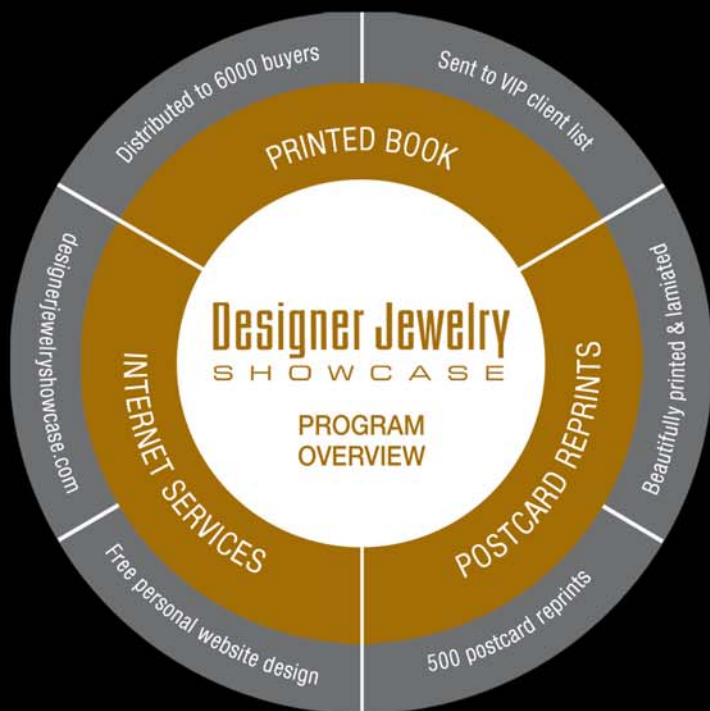 Distributed to 6000 buyers
Sent to VIP client list
PRINTED BOOK
designerjewelryshowcase.com
Beautifully printed & lamiated
Designer Jewelry
SHOWCASE
PROGRAM
OVERVIEW
INTERNET SERVICES
POSTCARD REPRINTS
Free personal website design
500 postcard reprints